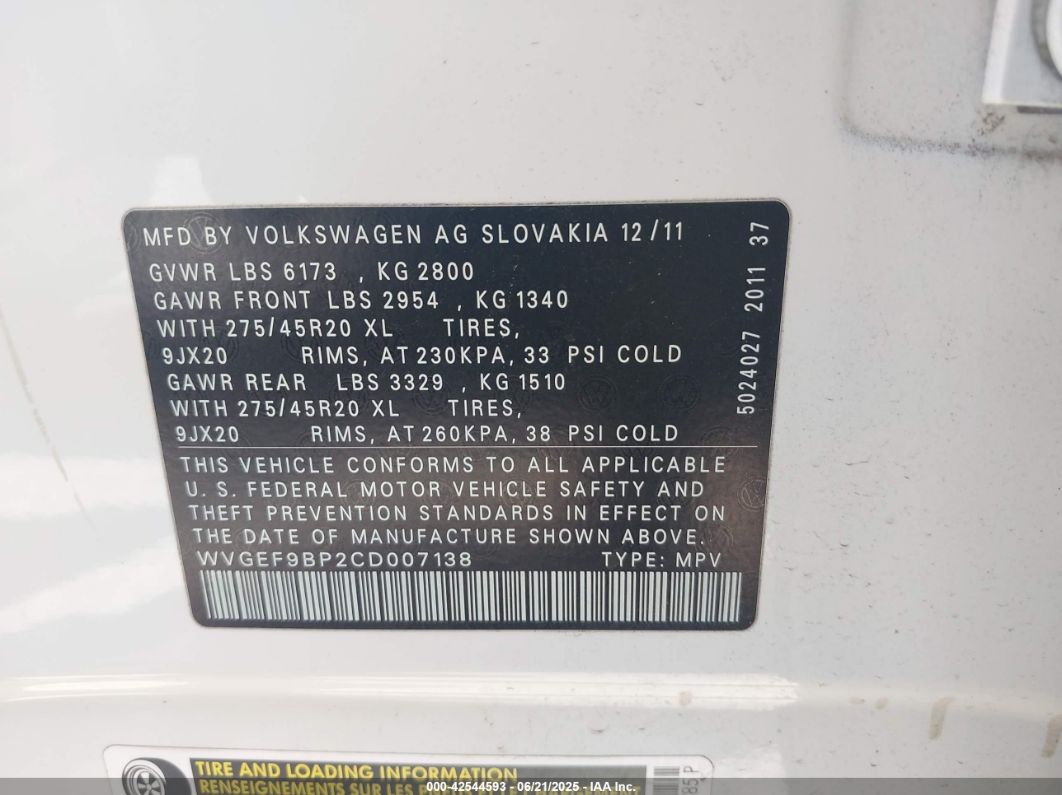 MFD BY VOLKSWAGEN AG SLOVAKIA 12/11
GVWR LBS 6173 , KG 2800
GAWR FRONT LBS 2954 , KG 1340
WITH 275/45R20 XL TIRES,
9JX20 RIMS, AT 230KPA, 33 PSI COLD
GAWR REAR LBS 3329 , KG 1510
WITH 275/45R20 XL TIRES,
9JX20 RIMS, AT 260KPA, 38 PSI COLD
THIS VEHICLE CONFORMS TO ALL APPLICABLE
U. S. FEDERAL MOTOR VEHICLE SAFETY AND
THEFT PREVENTION STANDARDS IN EFFECT ON
THE DATE OF MANUFACTURE SHOWN ABOVE.
WVGEF9BP2CD007138 TYPE: MPV
5024027 2011 37
TIRE AND LOADING INFORMATION
RENSEIGNEMENTS SUR LES
000-42544593 - 06/21/2025 - IAA Inc.